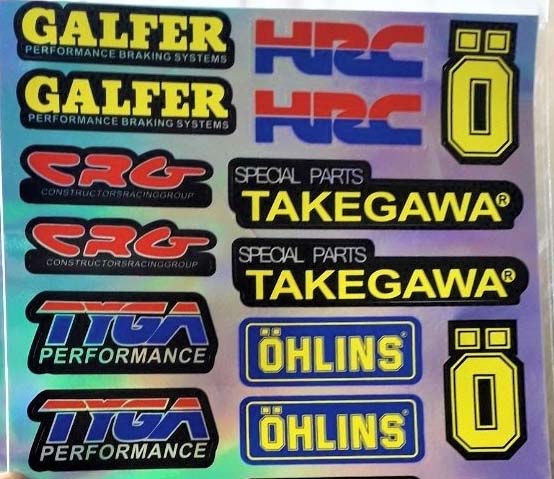 GALFER
PERFORMANCE BRAKING SYSTEMS
HRC
Ö
GALFER
PERFORMANCE BRAKING SYSTEMS
HRC
CRG
CONSTRUCTORSRACINGGROUP
SPECIAL PARTS
TAKEGAWA®
CRG
CONSTRUCTORSRACINGGROUP
SPECIAL PARTS
TAKEGAWA®
TYGA
PERFORMANCE
ÖHLINS®
Ö
TYGA
PERFORMANCE
ÖHLINS®